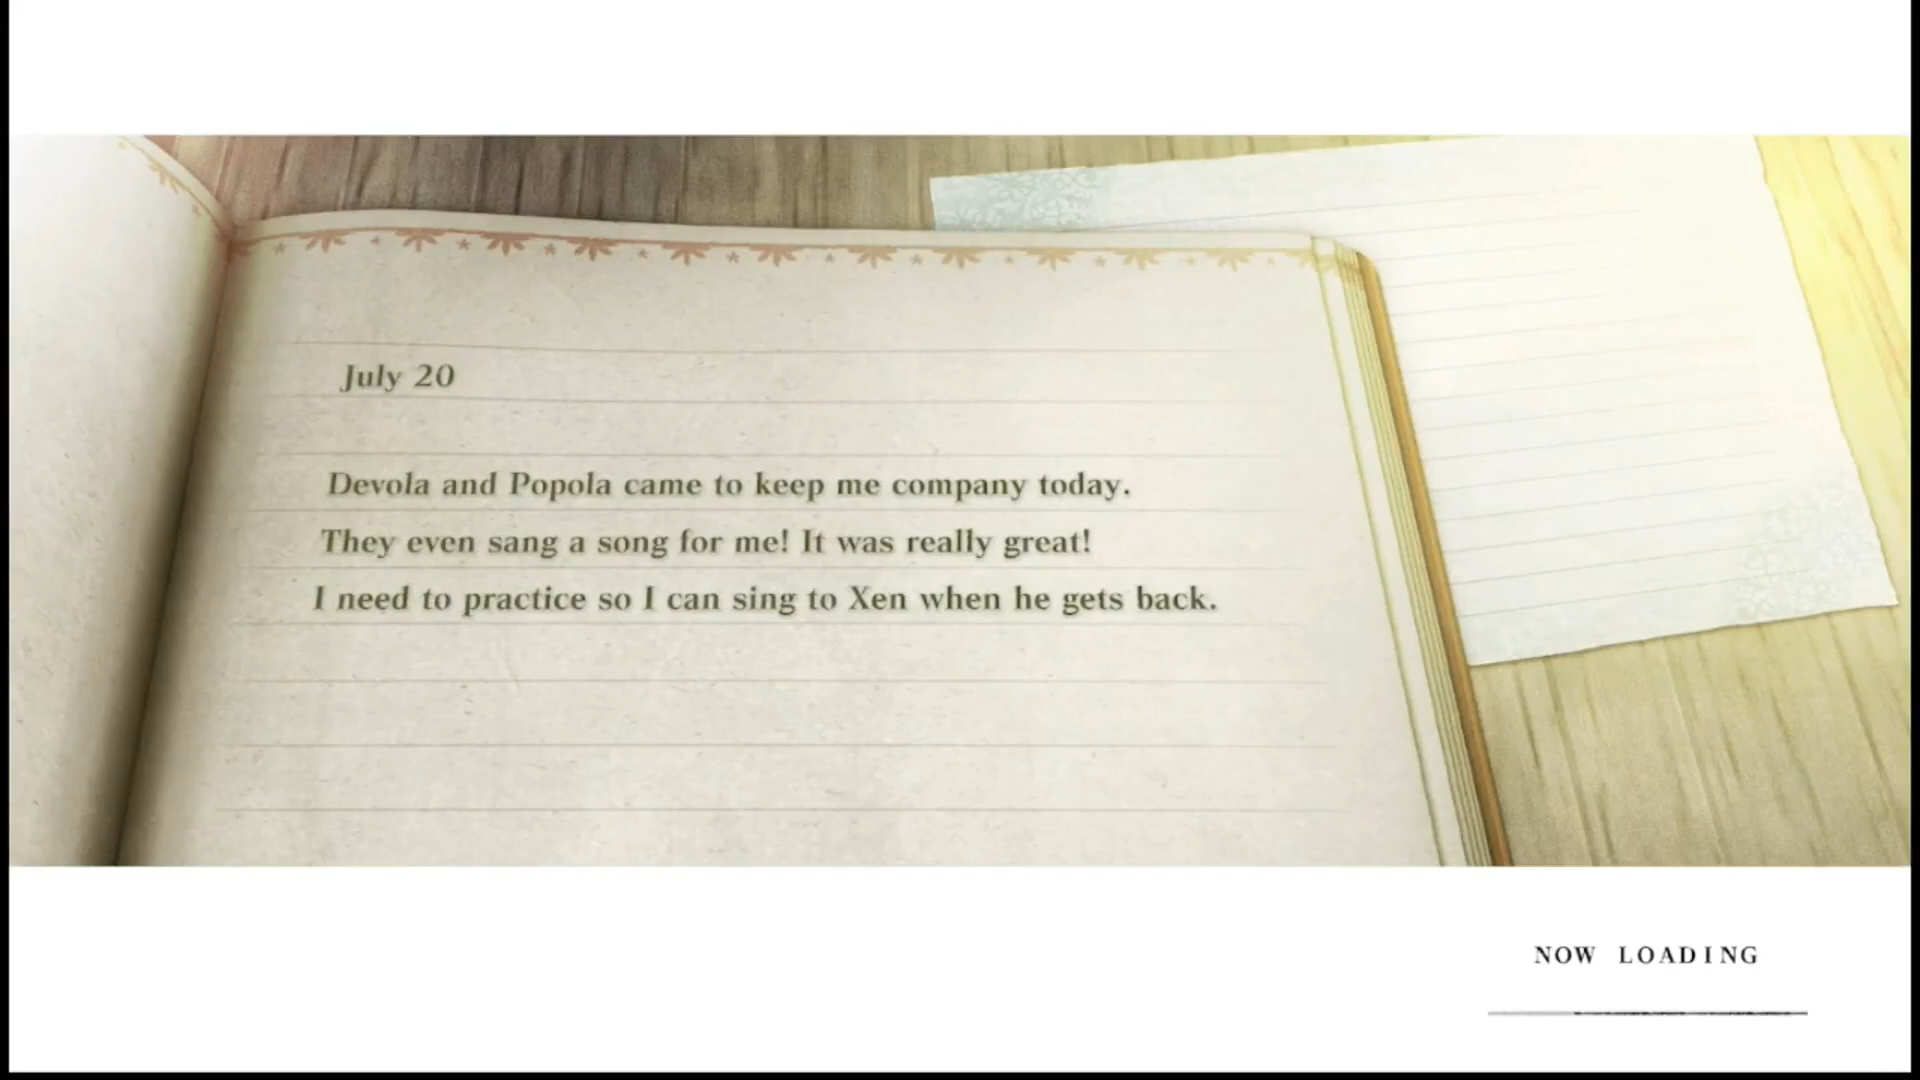 July 20
Devola and Popola came to keep me company today.
They even sang a song for me! It was really great!
I need to practice so I can sing to Xen when he gets back.
NOW LOADING